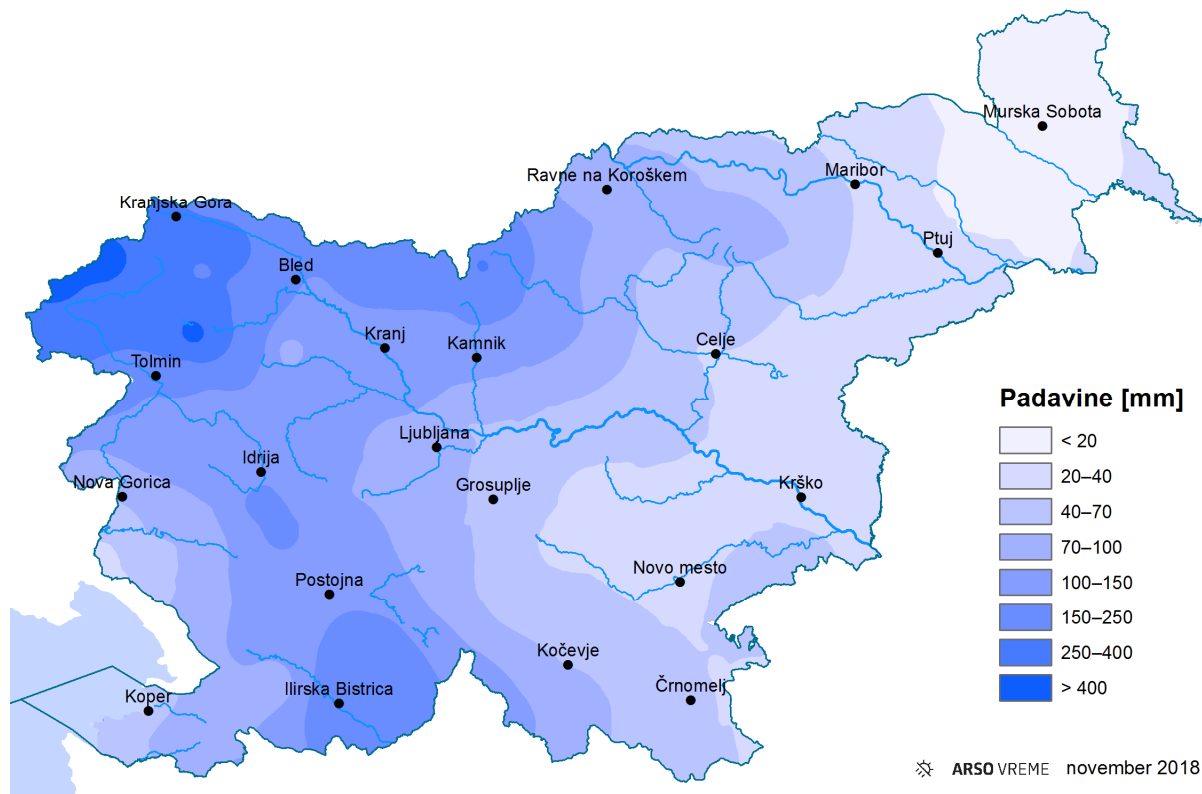 Murska Sobota
Maribor
Ravne na Koroškem
Kranjska Gora
Ptuj
Bled
Kranj
Kamnik
Celje
Tolmin
Ljubljana
Idrija
Nova Gorica
Grosuplje
Krško
Novo mesto
Postojna
Kočevje
Črnomelj
Ilirska Bistrica
Koper
Padavine [mm]
< 20
20–40
40–70
70–100
100–150
150–250
250–400
> 400
ARSO VREME november 2018